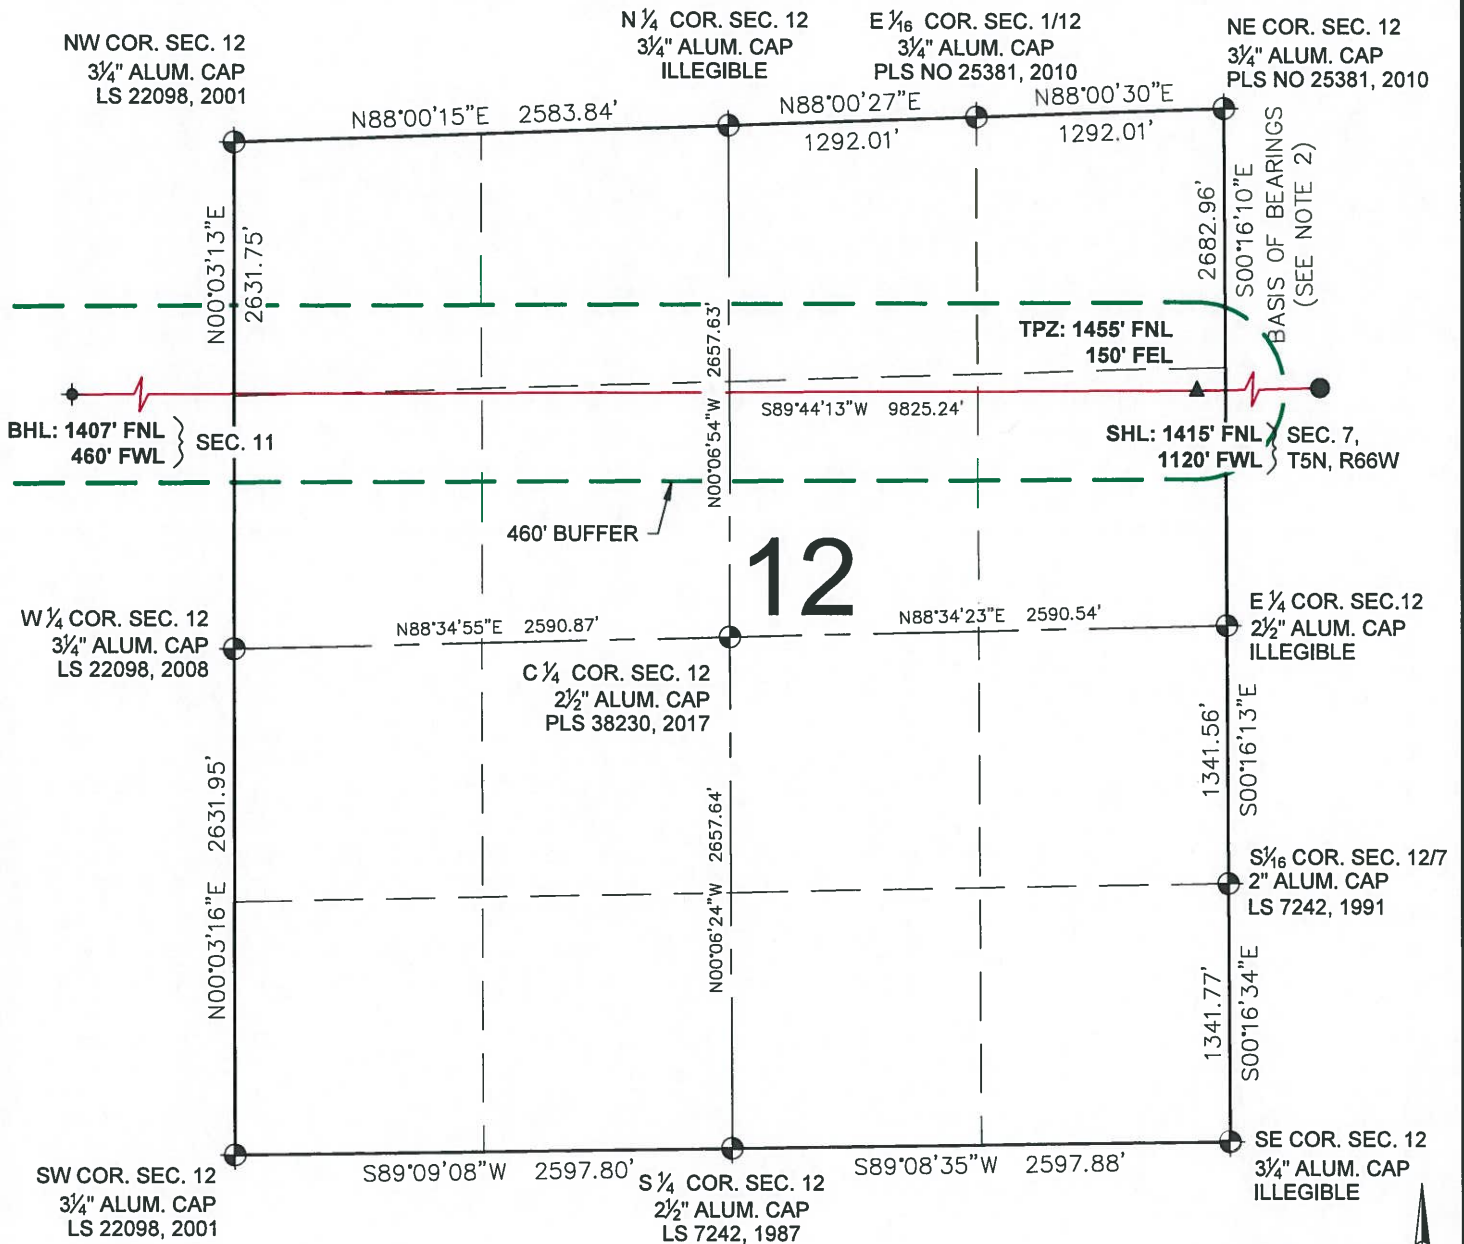 NW COR. SEC. 12
3¼" ALUM. CAP
LS 22098, 2001
N ¼ COR. SEC. 12
3¼" ALUM. CAP
ILLEGIBLE
E 1⁄16 COR. SEC. 1/12
3¼" ALUM. CAP
PLS NO 25381, 2010
NE COR. SEC. 12
3¼" ALUM. CAP
PLS NO 25381, 2010
N88°00'15"E 2583.84'
N88°00'27"E
1292.01'
N88°00'30"E
1292.01'
N00°03'13"E
2631.75'
2682.96'
S00°16'10"E
BASIS OF BEARINGS
(SEE NOTE 2)
N00°06'54"W 2657.63'
TPZ: 1455' FNL
150' FEL
S89°44'13"W 9825.24'
BHL: 1407' FNL
460' FWL
SEC. 11
SHL: 1415' FNL
1120' FWL
SEC. 7,
T5N, R66W
460' BUFFER
12
W ¼ COR. SEC. 12
3¼" ALUM. CAP
LS 22098, 2008
N88°34'55"E 2590.87'
N88°34'23"E 2590.54'
E ¼ COR. SEC.12
2½" ALUM. CAP
ILLEGIBLE
C ¼ COR. SEC. 12
2½" ALUM. CAP
PLS 38230, 2017
N00°03'16"E 2631.95'
N00°06'24"W 2657.64'
1341.56'
S00°16'13"E
S1⁄16 COR. SEC. 12/7
2" ALUM. CAP
LS 7242, 1991
1341.77'
S00°16'34"E
SW COR. SEC. 12
3¼" ALUM. CAP
LS 22098, 2001
S89°09'08"W 2597.80'
S ¼ COR. SEC. 12
2½" ALUM. CAP
LS 7242, 1987
S89°08'35"W 2597.88'
SE COR. SEC. 12
3¼" ALUM. CAP
ILLEGIBLE